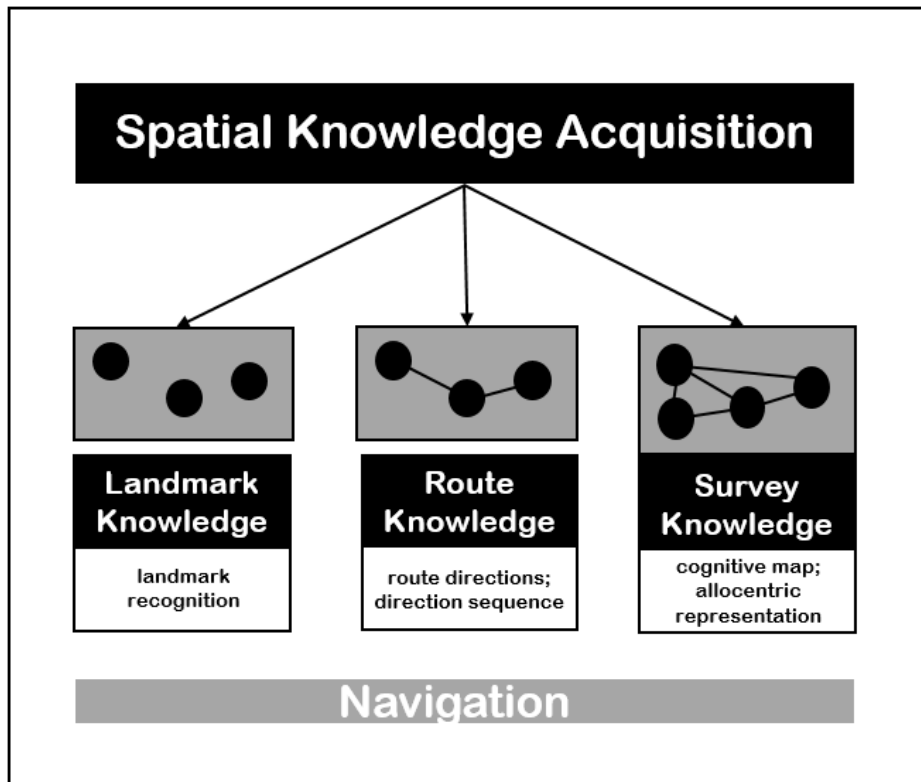 Spatial Knowledge Acquisition
Landmark
Knowledge
landmark
recognition
Route
Knowledge
route directions;
direction sequence
Survey
Knowledge
cognitive map;
allocentric
representation
Navigation